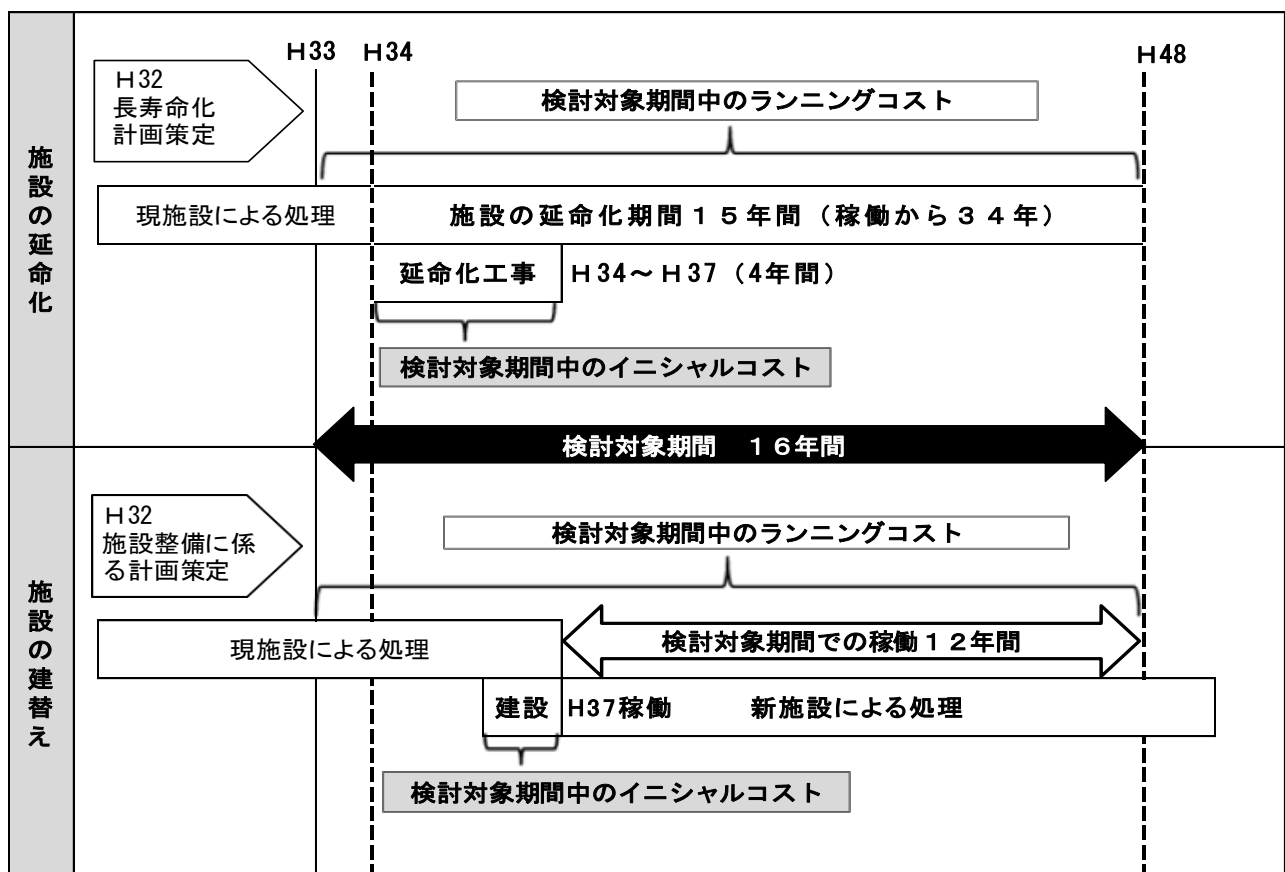 H33
H34
H48
施設の延命化
H32
長寿命化
計画策定
検討対象期間中のランニングコスト
現施設による処理
施設の延命化期間15年間（稼働から34年）
延命化工事
H34～H37（4年間）
検討対象期間中のイニシャルコスト
検討対象期間 16年間
施設の建替え
H32
施設整備に係
る計画策定
検討対象期間中のランニングコスト
現施設による処理
検討対象期間での稼働12年間
建設
H37稼働
新施設による処理
検討対象期間中のイニシャルコスト